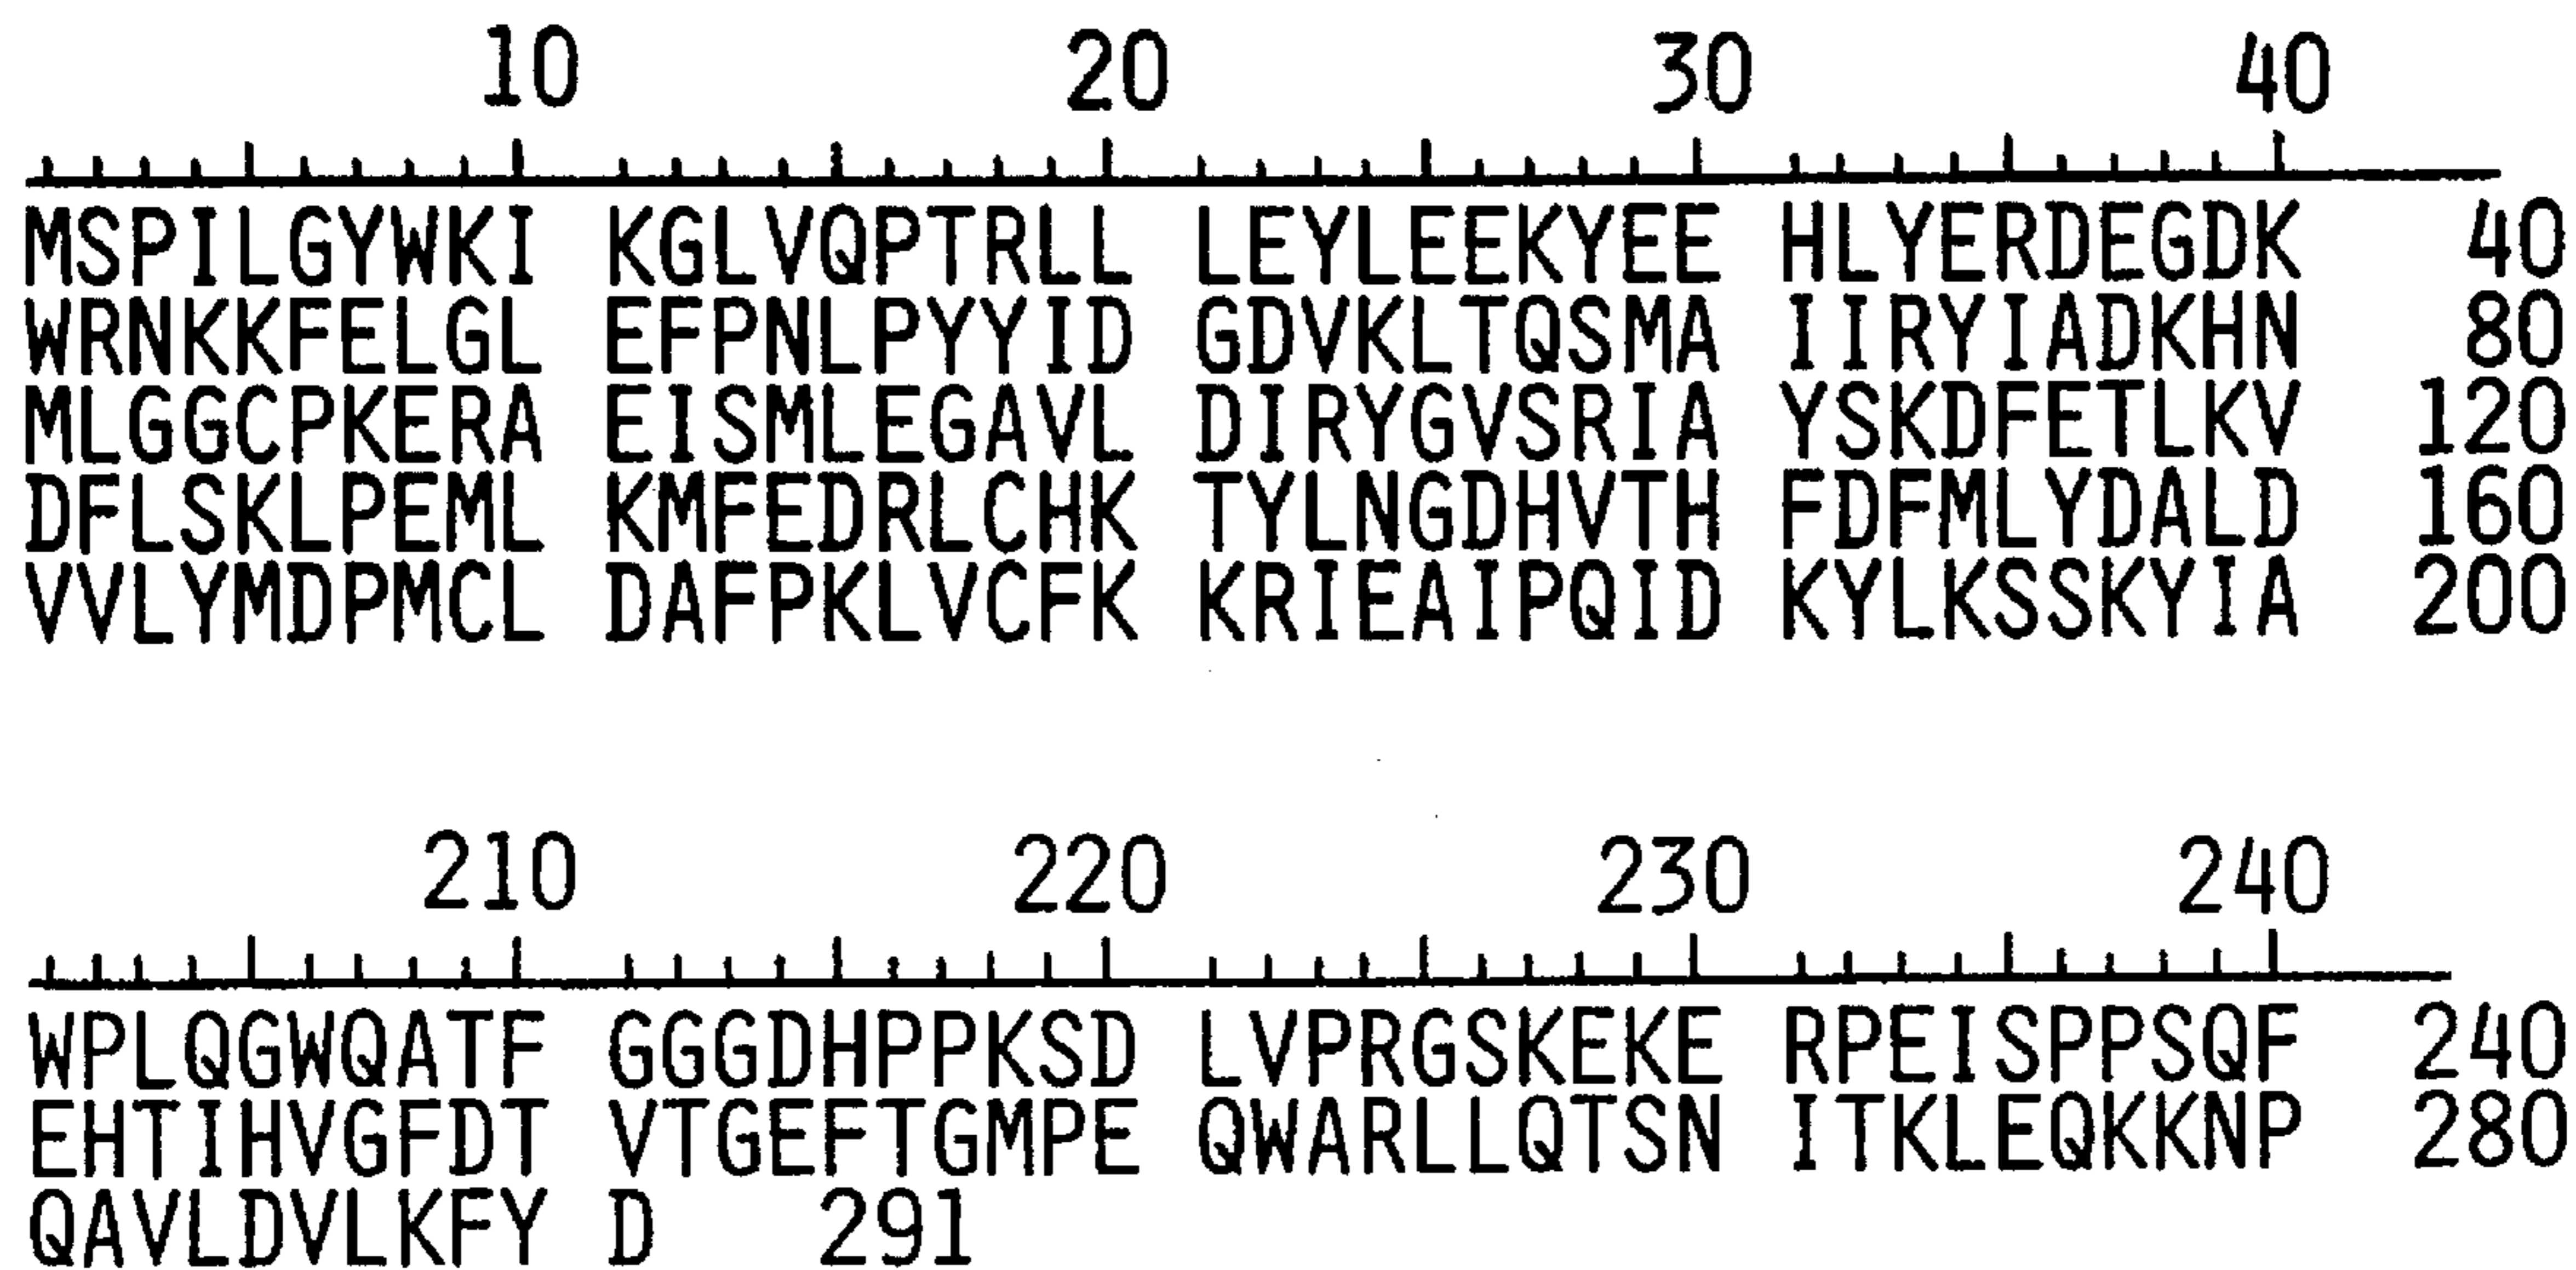 10 20 30 40
MSPILGYWKI KGLVQPTRLL LEYLEEKYEE HLYERDEGDK 40
WRNKKFELGL EFPNLPYYID GDVKLTQSMA IIRYIADKHN 80
MLGGCPKERA EISMLEGAVL DIRYGVSRIA YSKDFETLKV 120
DFLSKLPEML KMFEDRLCHK TYLNGDHVTH FDFMLYDALD 160
VVLYMDPMCL DAFPKLVCFK KRIEAIPQID KYLKSSKYIA 200
210 220 230 240
WPLQGWQATF GGGDHPPKSD LVPRGSKEKE RPEISPPSQF 240
EHTIHVGFDT VTGEFTGMPE QWARLLQTSN ITKLEQKKNP 280
QAVLDVLKFY D 291